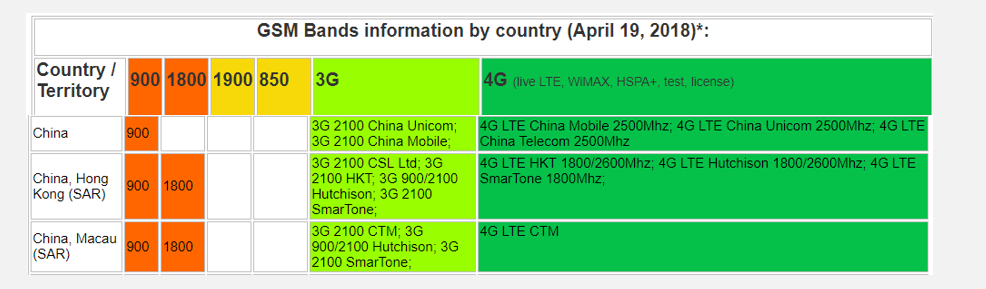 GSM Bands information by country (April 19, 2018)*:
Country /
Territory
900 1800 1900 850 3G 4G (live LTE, WiMAX, HSPA+, test, license)
China
900
3G 2100 China Unicom;
3G 2100 China Mobile;
4G LTE China Mobile 2500Mhz; 4G LTE China Unicom 2500Mhz; 4G LTE
China Telecom 2500Mhz
China, Hong
Kong (SAR)
900
1800
3G 2100 CSL Ltd; 3G
2100 HKT; 3G 900/2100
Hutchison; 3G 2100
SmarTone;
4G LTE HKT 1800/2600Mhz; 4G LTE Hutchison 1800/2600Mhz; 4G LTE
SmarTone 1800Mhz;
China, Macau
(SAR)
900
1800
3G 2100 CTM; 3G
900/2100 Hutchison; 3G
2100 SmarTone;
4G LTE CTM